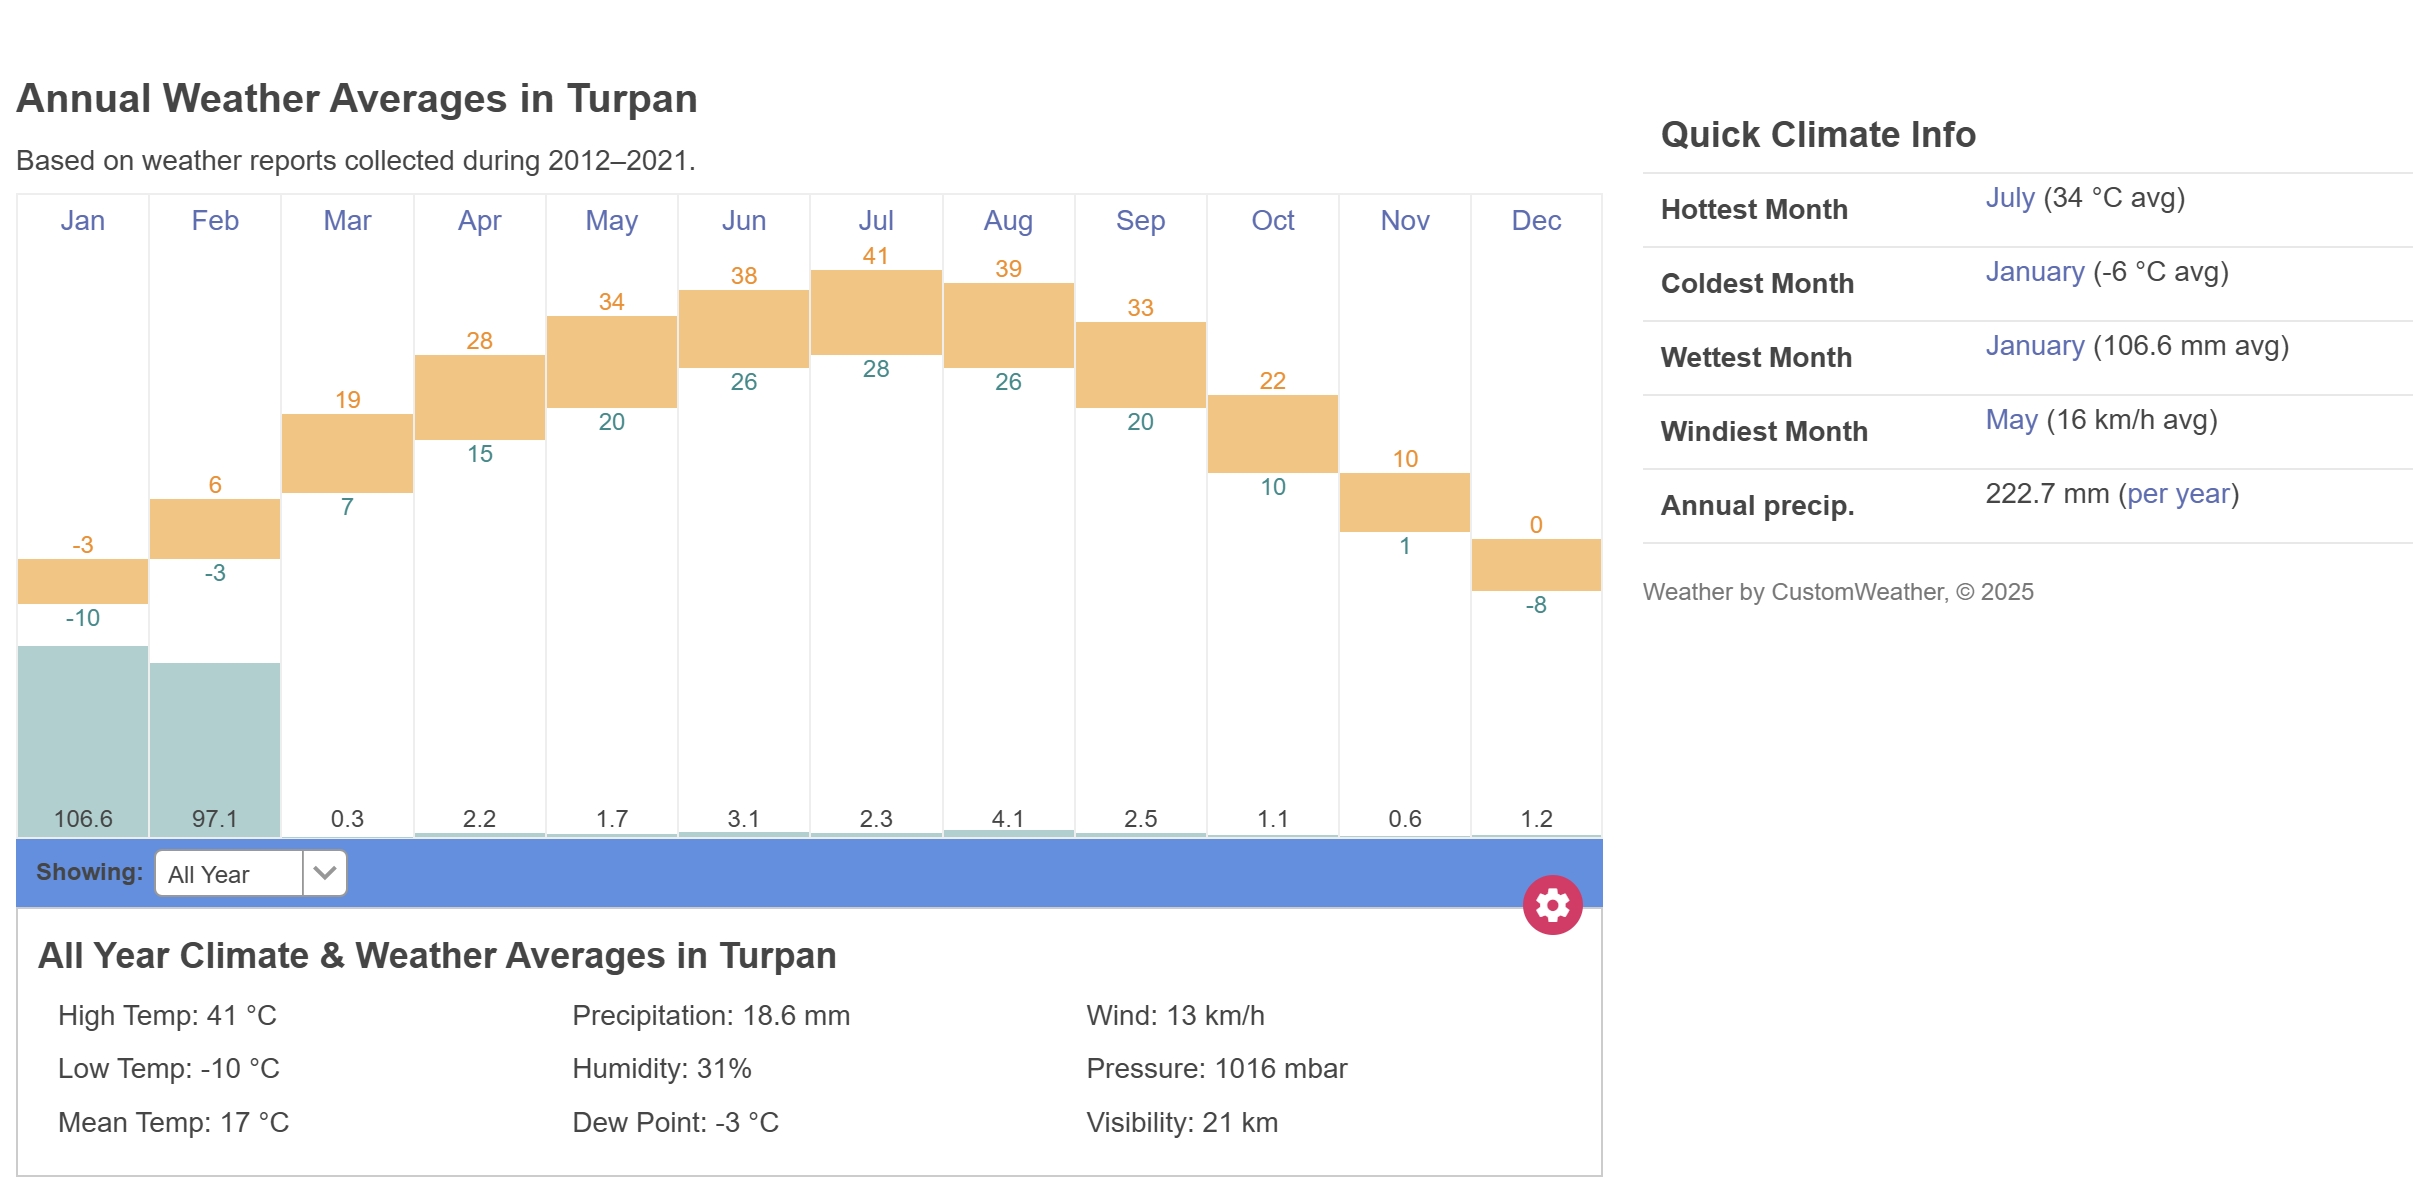 Annual Weather Averages in Turpan
Based on weather reports collected during 2012–2021.
Jan Feb Mar Apr May Jun Jul Aug Sep Oct Nov Dec
-3 6 19 28 34 38 41 39 33 22 10 0
-10 -3 7 15 20 26 28 26 20 10 1 -8
106.6 97.1 0.3 2.2 1.7 3.1 2.3 4.1 2.5 1.1 0.6 1.2
Showing: All Year
All Year Climate & Weather Averages in Turpan
High Temp: 41 °C
Low Temp: -10 °C
Mean Temp: 17 °C
Precipitation: 18.6 mm
Humidity: 31%
Dew Point: -3 °C
Wind: 13 km/h
Pressure: 1016 mbar
Visibility: 21 km
Quick Climate Info
Hottest Month July (34 °C avg)
Coldest Month January (-6 °C avg)
Wettest Month January (106.6 mm avg)
Windiest Month May (16 km/h avg)
Annual precip. 222.7 mm (per year)
Weather by CustomWeather, © 2025